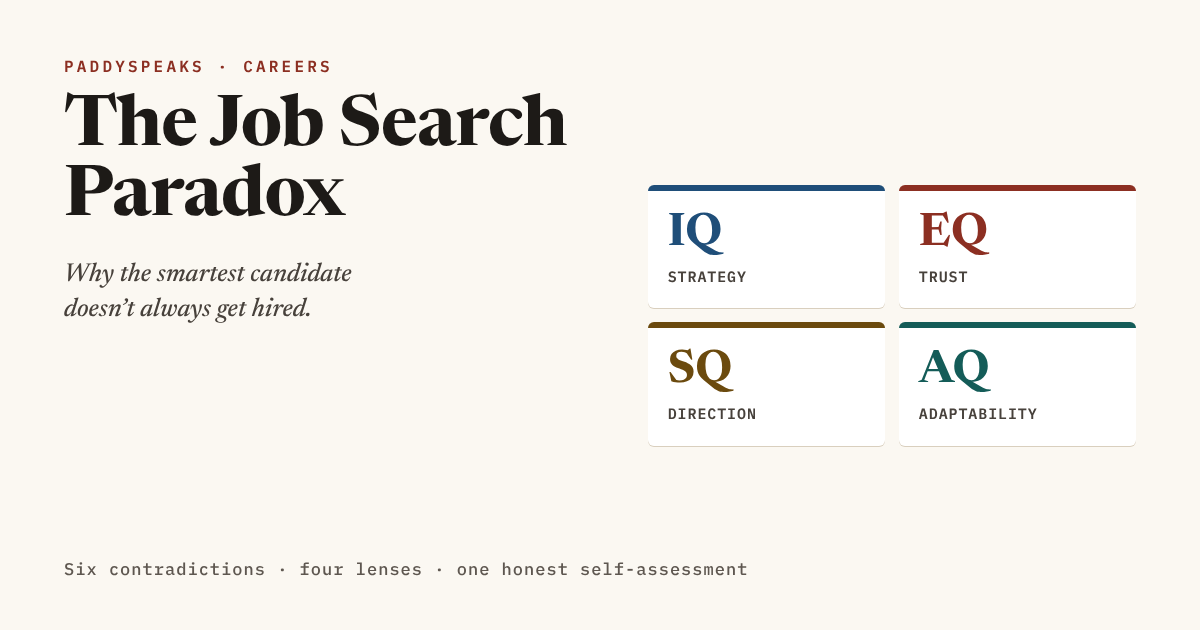 PADDYSPEAKS · CAREERS
The Job Search
Paradox
Why the smartest candidate
doesn’t always get hired.
IQ
STRATEGY
EQ
TRUST
SQ
DIRECTION
AQ
ADAPTABILITY
Six contradictions · four lenses · one honest self-assessment